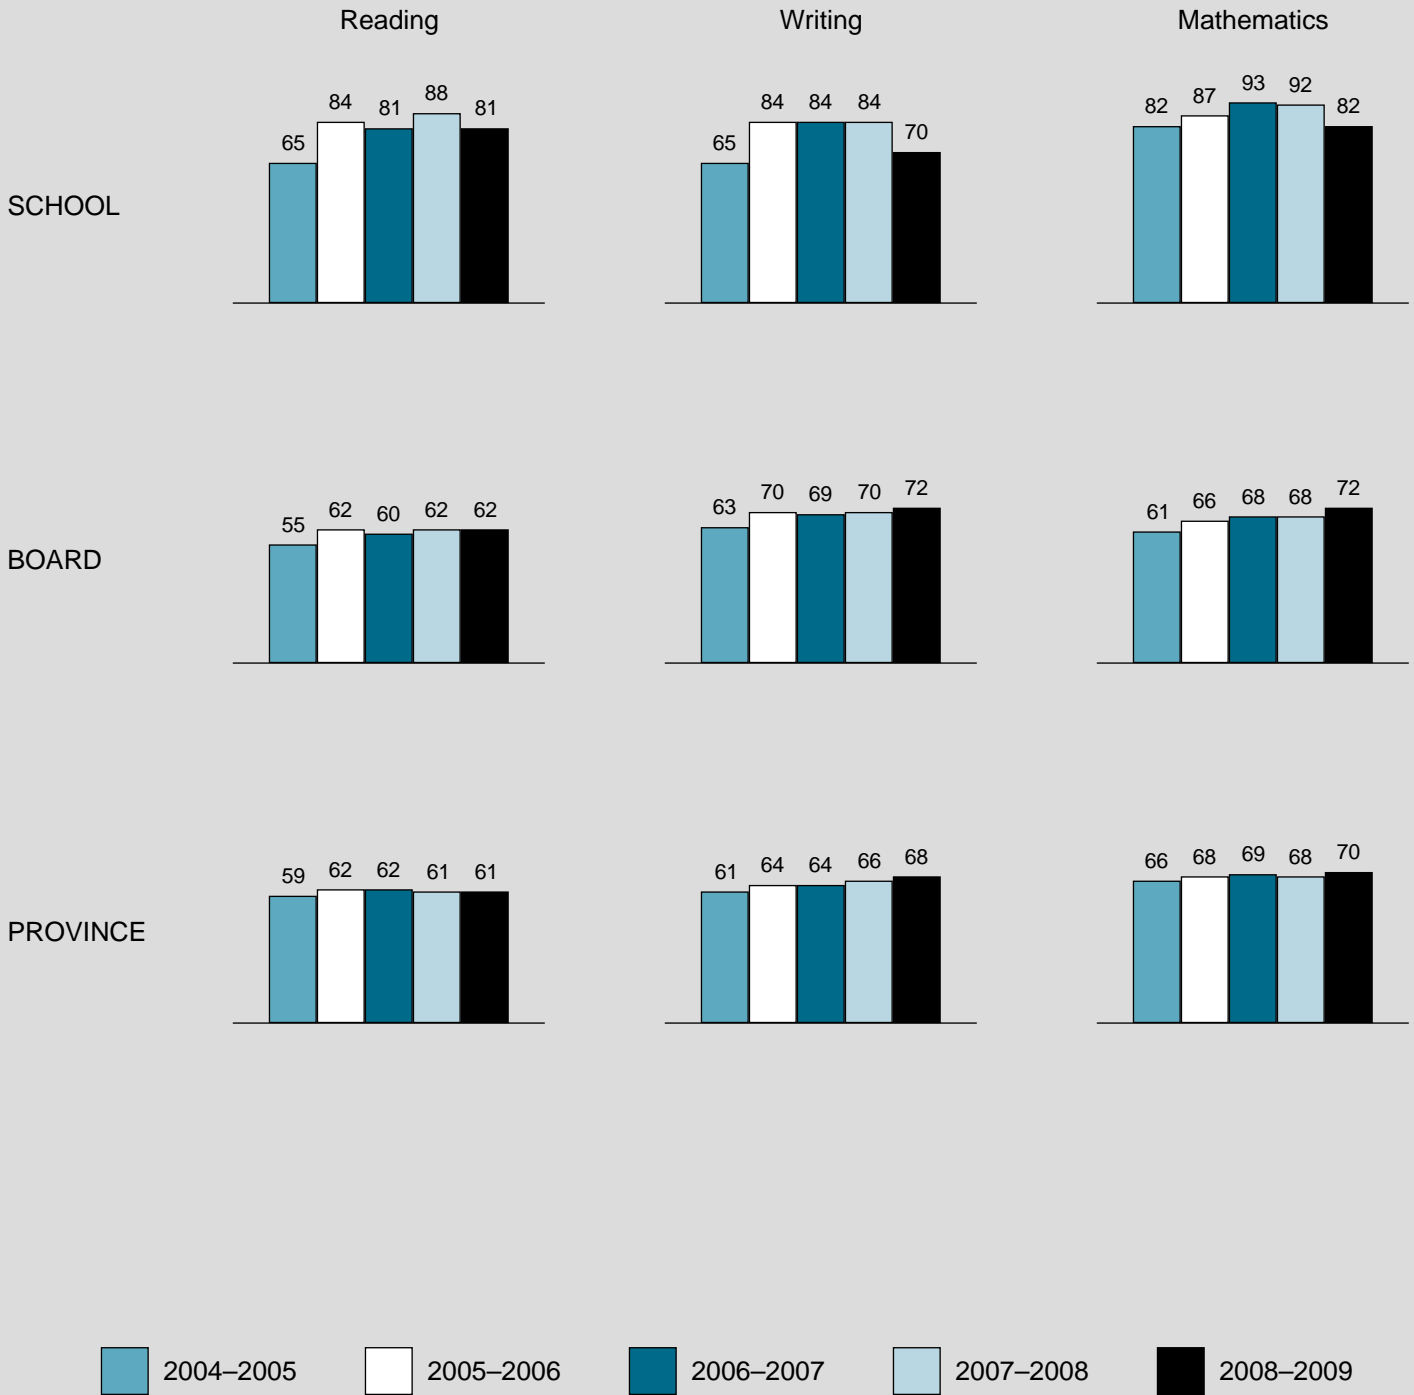 Reading Writing Mathematics
SCHOOL
65 84 81 88 81
65 84 84 84 70
82 87 93 92 82
BOARD
55 62 60 62 62
63 70 69 70 72
61 66 68 68 72
PROVINCE
59 62 62 61 61
61 64 64 66 68
66 68 69 68 70
2004–2005 2005–2006 2006–2007 2007–2008 2008–2009